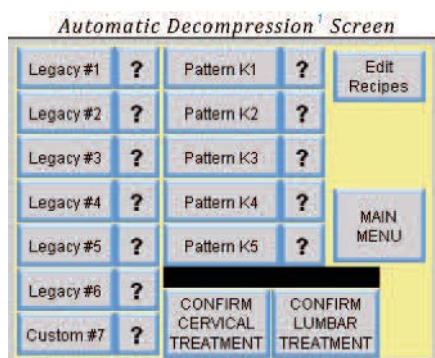 Automatic Decompression¹ Screen
Legacy #1 ? Pattern K1 ? Edit
Recipes
Legacy #2 ? Pattern K2 ?
Legacy #3 ? Pattern K3 ?
Legacy #4 ? Pattern K4 ?
MAIN
MENU
Legacy #5 ? Pattern K5 ?
Legacy #6 ?
Custom #7 ?
CONFIRM
CERVICAL
TREATMENT
CONFIRM
LUMBAR
TREATMENT